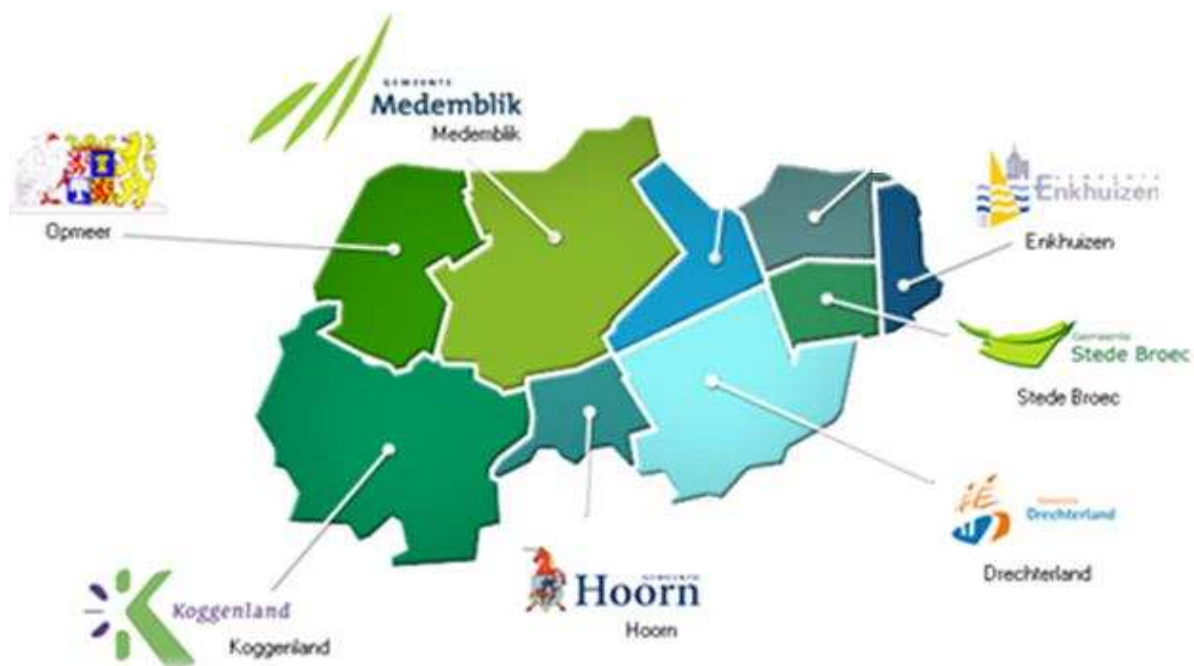 GEMEENTE
Medemblik
Medemblik
Opmeer
GEMEENTE
Enkhuizen
Enkhuizen
Gemeente
Stede Broec
Stede Broec
Drechterland
Drechterland
GEMEENTE
Hoorn
Hoorn
Koggenland
Koggenland